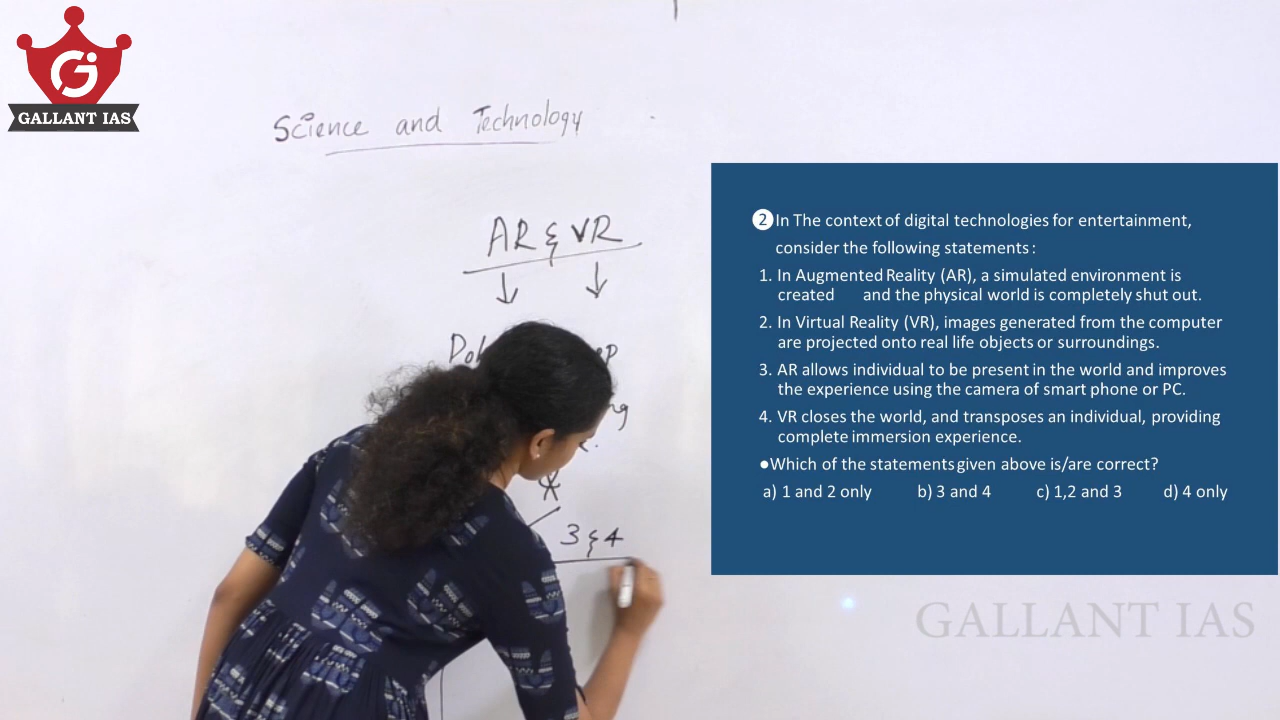 GALLANT IAS
Science and Technology
AR & VR
3 & 4
2 In The context of digital technologies for entertainment,
consider the following statements :
1. In Augmented Reality (AR), a simulated environment is
created and the physical world is completely shut out.
2. In Virtual Reality (VR), images generated from the computer
are projected onto real life objects or surroundings.
3. AR allows individual to be present in the world and improves
the experience using the camera of smart phone or PC.
4. VR closes the world, and transposes an individual, providing
complete immersion experience.
●Which of the statements given above is/are correct?
a) 1 and 2 only b) 3 and 4 c) 1,2 and 3 d) 4 only
GALLANT IAS